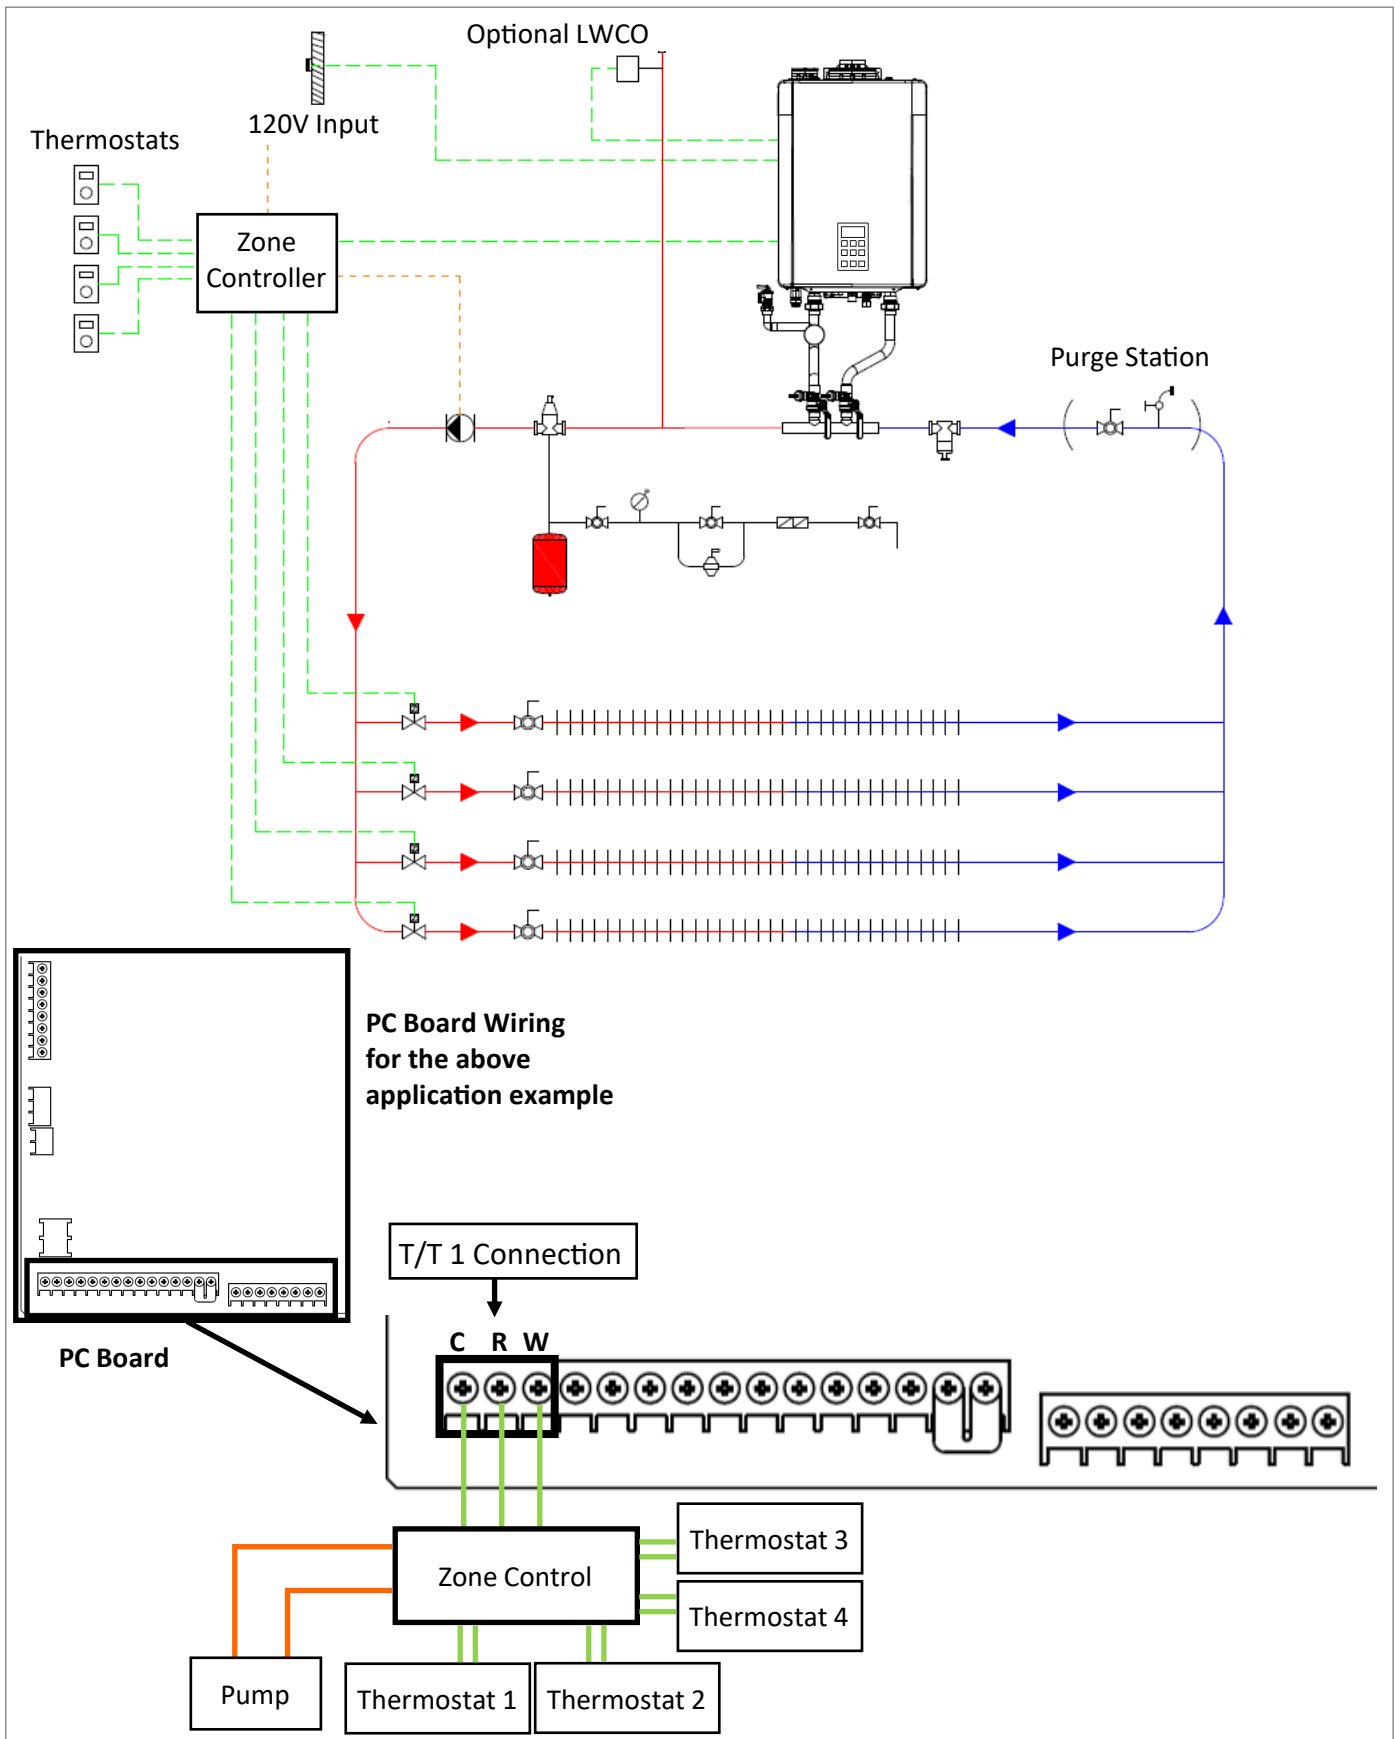 Optional LWCO
120V Input
Thermostats
Zone
Controller
Purge Station
PC Board Wiring
for the above
application example
T/T 1 Connection
C R W
PC Board
Thermostat 3
Zone Control
Thermostat 4
Pump
Thermostat 1
Thermostat 2